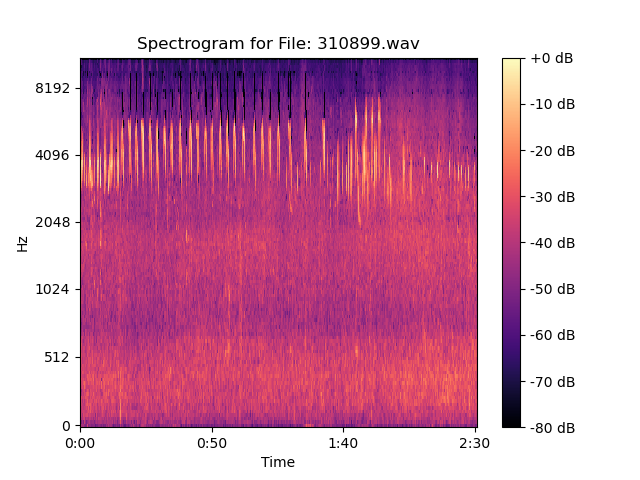 Spectrogram for File: 310899.wav
Hz
8192
4096
2048
1024
512
0
0:00
0:50
1:40
2:30
Time
+0 dB
-10 dB
-20 dB
-30 dB
-40 dB
-50 dB
-60 dB
-70 dB
-80 dB